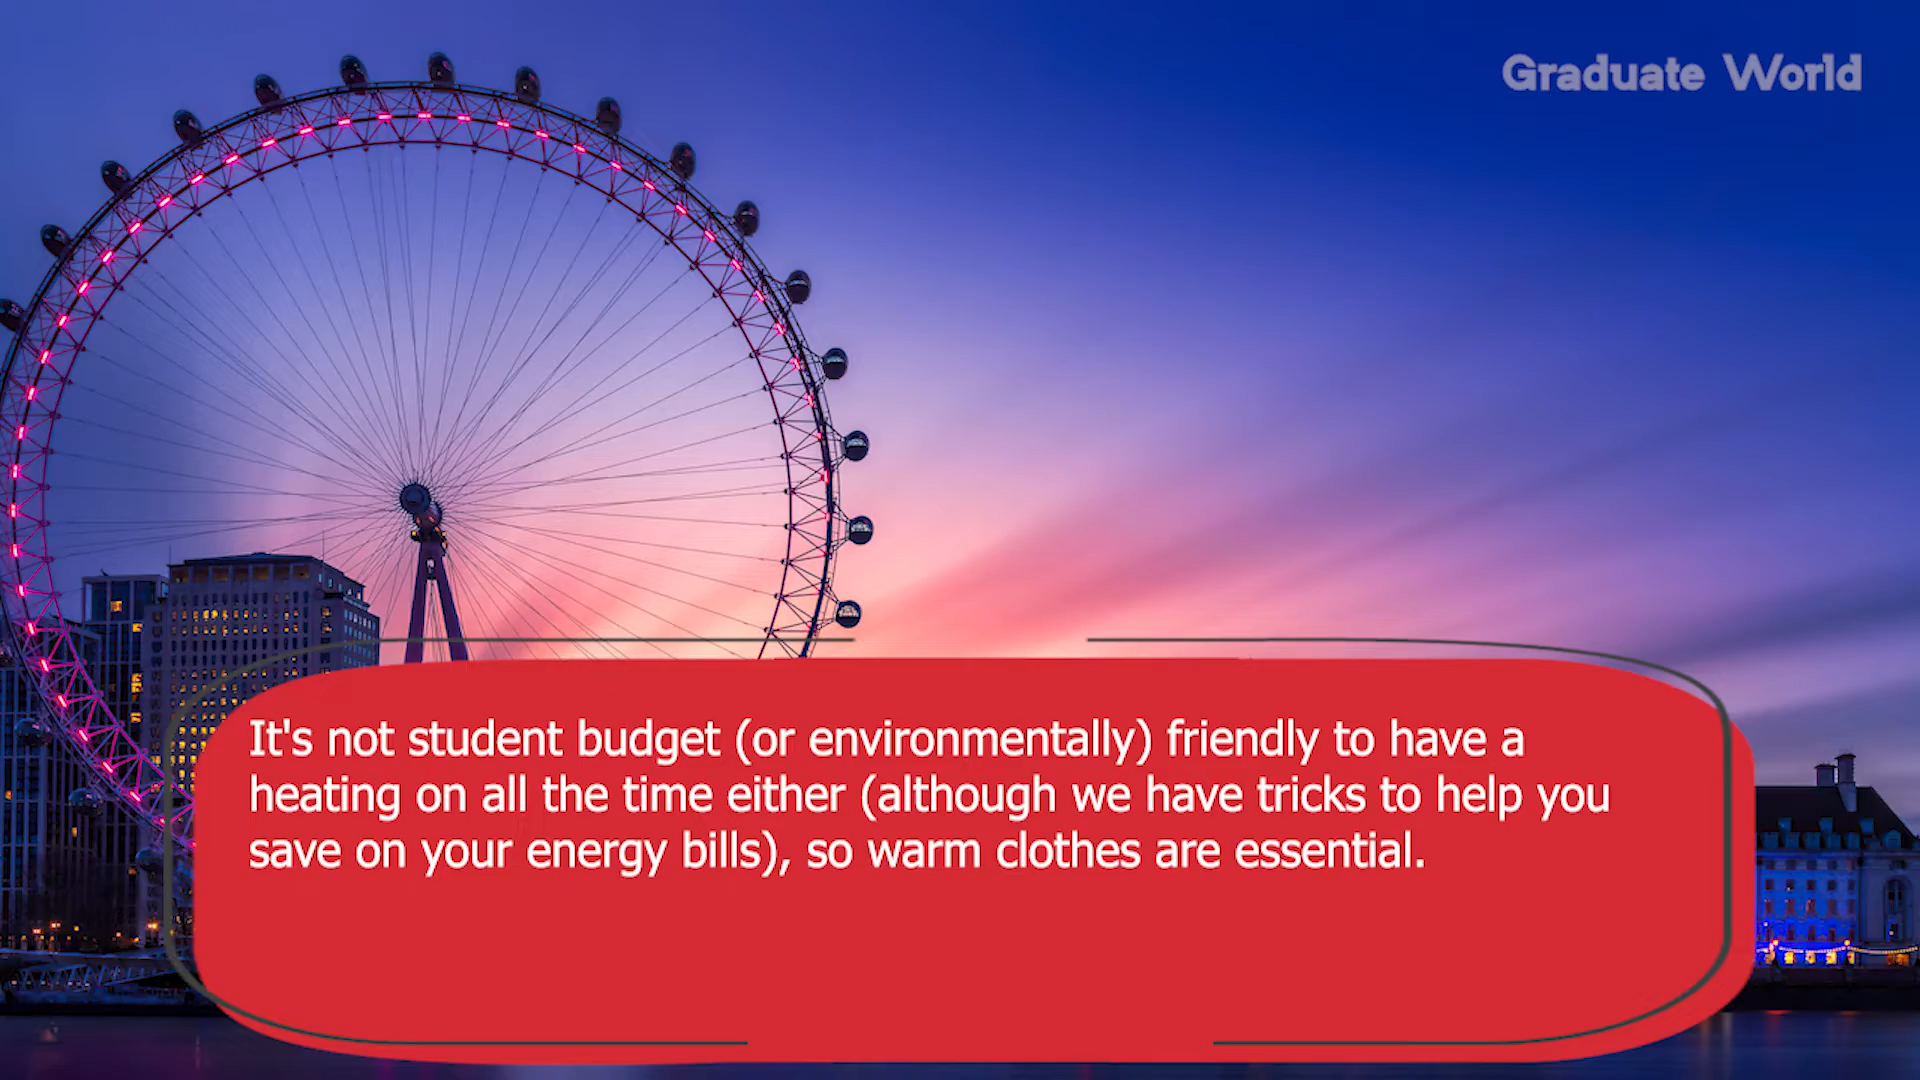 Graduate World
It's not student budget (or environmentally) friendly to have a
heating on all the time either (although we have tricks to help you
save on your energy bills), so warm clothes are essential.